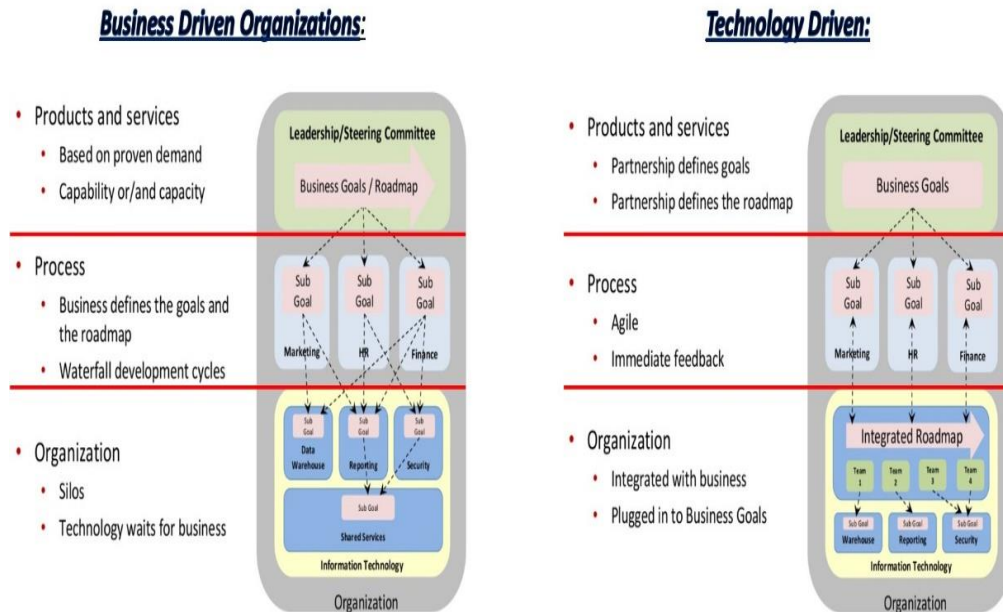 Business Driven Organizations:
• Products and services
• Based on proven demand
• Capability or/and capacity
• Process
• Business defines the goals and
the roadmap
• Waterfall development cycles
• Organization
• Silos
• Technology waits for business
Leadership/Steering Committee
Business Goals / Roadmap
Sub
Goal
Marketing
Sub
Goal
HR
Sub
Goal
Finance
Sub
Goal
Data
Warehouse
Sub
Goal
Reporting
Sub
Goal
Security
Sub Goal
Shared Services
Information Technology
Organization
Technology Driven:
• Products and services
• Partnership defines goals
• Partnership defines the roadmap
• Process
• Agile
• Immediate feedback
• Organization
• Integrated with business
• Plugged in to Business Goals
Leadership/Steering Committee
Business Goals
Sub
Goal
Marketing
Sub
Goal
HR
Sub
Goal
Finance
Integrated Roadmap
Team
1
Team
2
Team
3
Team
4
Sub Goal
Warehouse
Sub Goal
Reporting
Sub Goal
Security
Information Technology
Organization